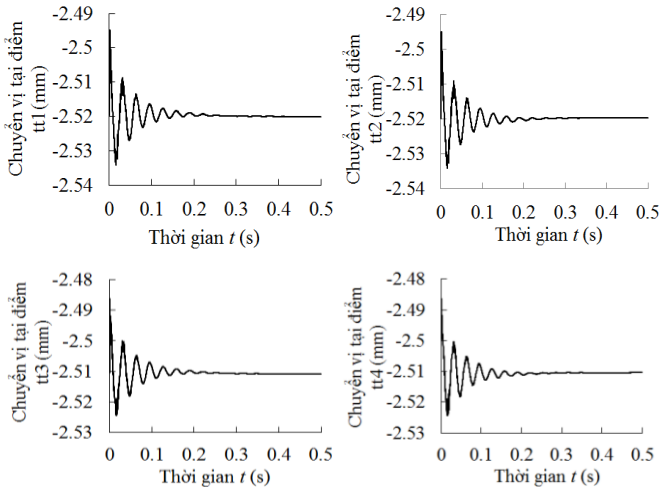 Chuyển vị tại điểm
tt1 (mm)
-2.49
-2.5
-2.51
-2.52
-2.53
-2.54
0 0.1 0.2 0.3 0.4 0.5
Thời gian t (s)
Chuyển vị tại điểm
tt2 (mm)
-2.49
-2.5
-2.51
-2.52
-2.53
-2.54
0 0.1 0.2 0.3 0.4 0.5
Thời gian t (s)
Chuyển vị tại điểm
tt3 (mm)
-2.48
-2.49
-2.5
-2.51
-2.52
-2.53
0 0.1 0.2 0.3 0.4 0.5
Thời gian t (s)
Chuyển vị tại điểm
tt4 (mm)
-2.48
-2.49
-2.5
-2.51
-2.52
-2.53
0 0.1 0.2 0.3 0.4 0.5
Thời gian t (s)